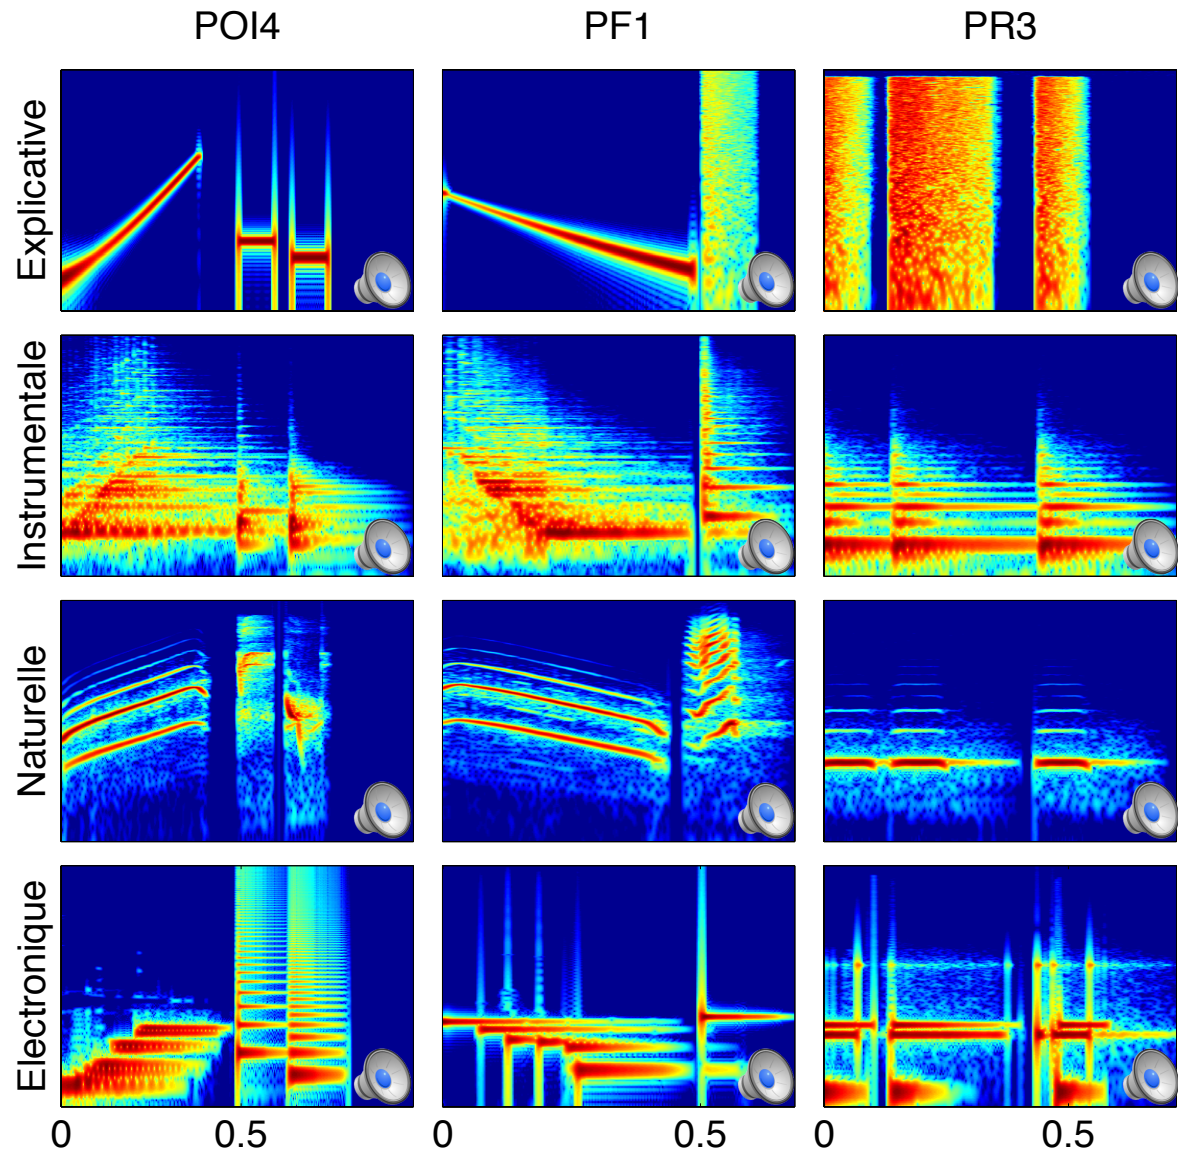 POI4 PF1 PR3
Explicative
Instrumentale
Naturelle
Electronique
0 0.5 0 0.5 0 0.5